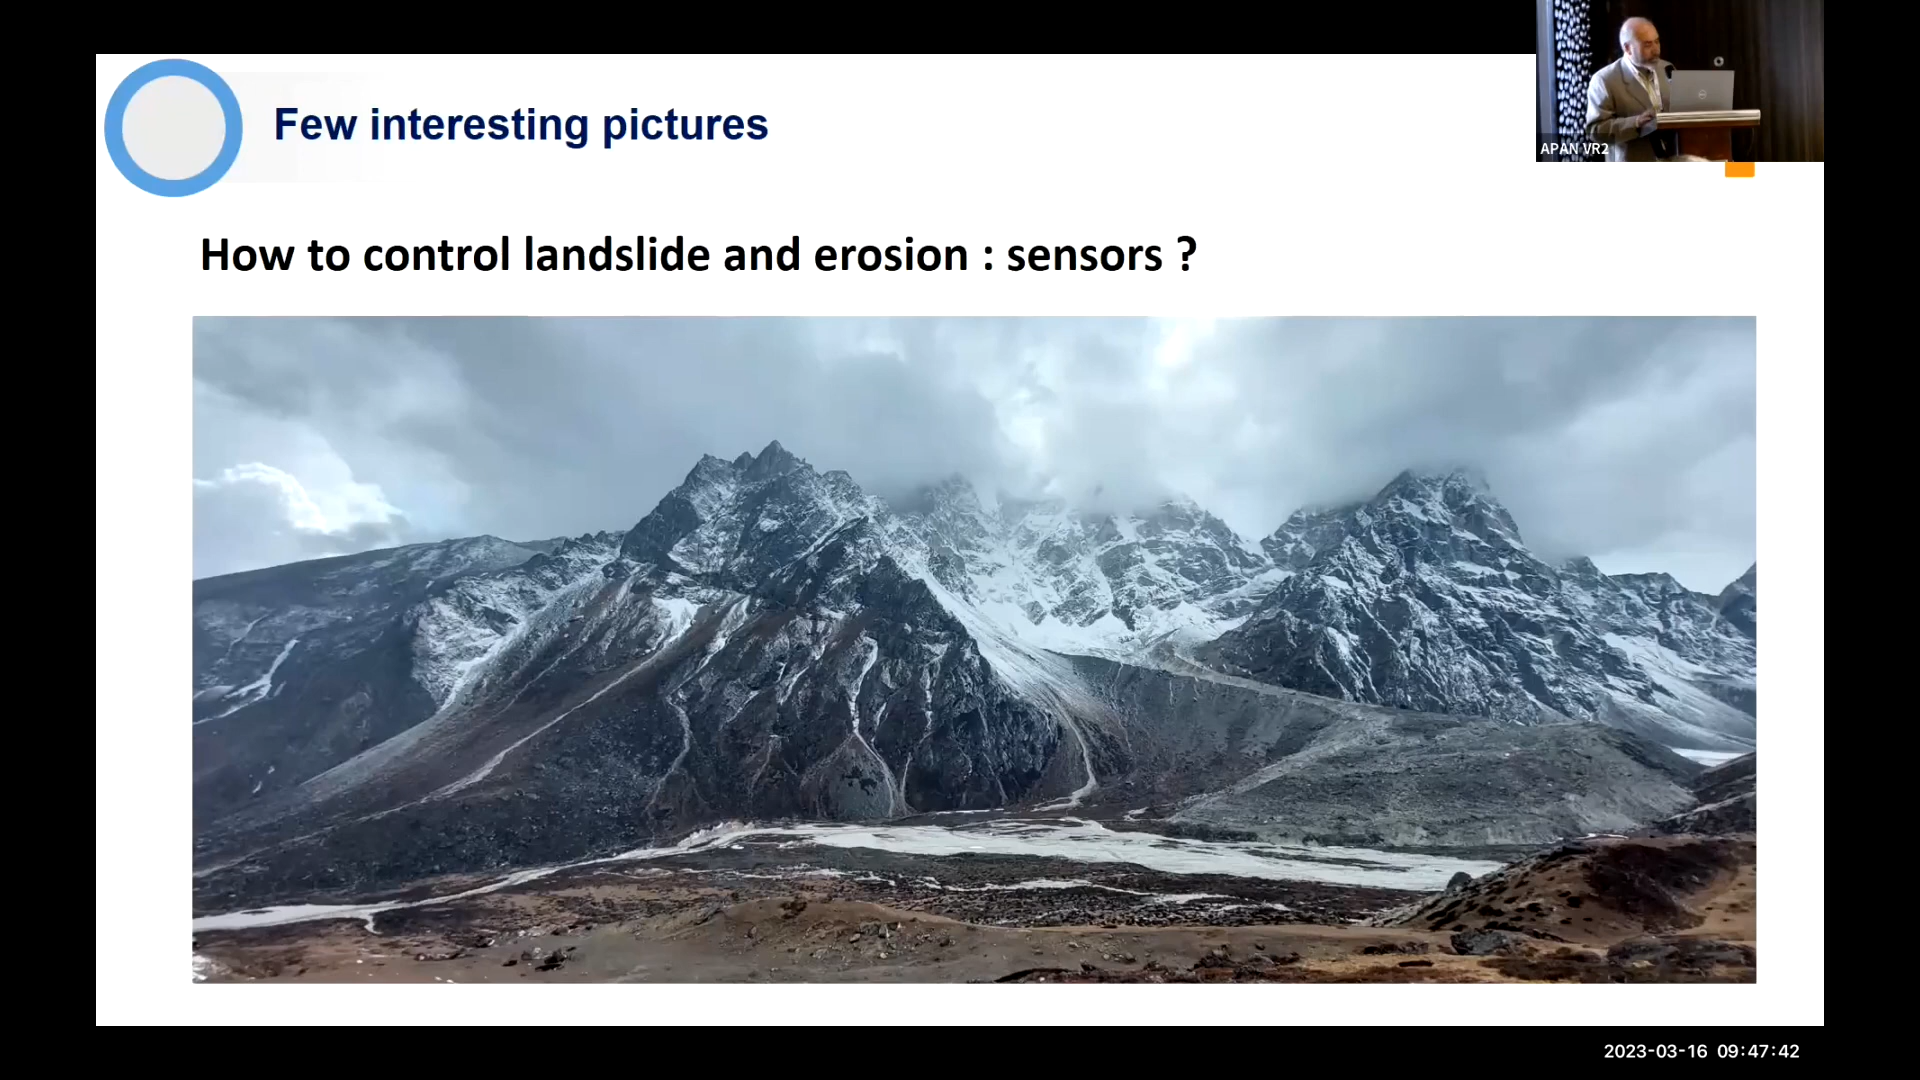 Few interesting pictures
APAN VR2
How to control landslide and erosion : sensors ?
2023-03-16 09:47:42